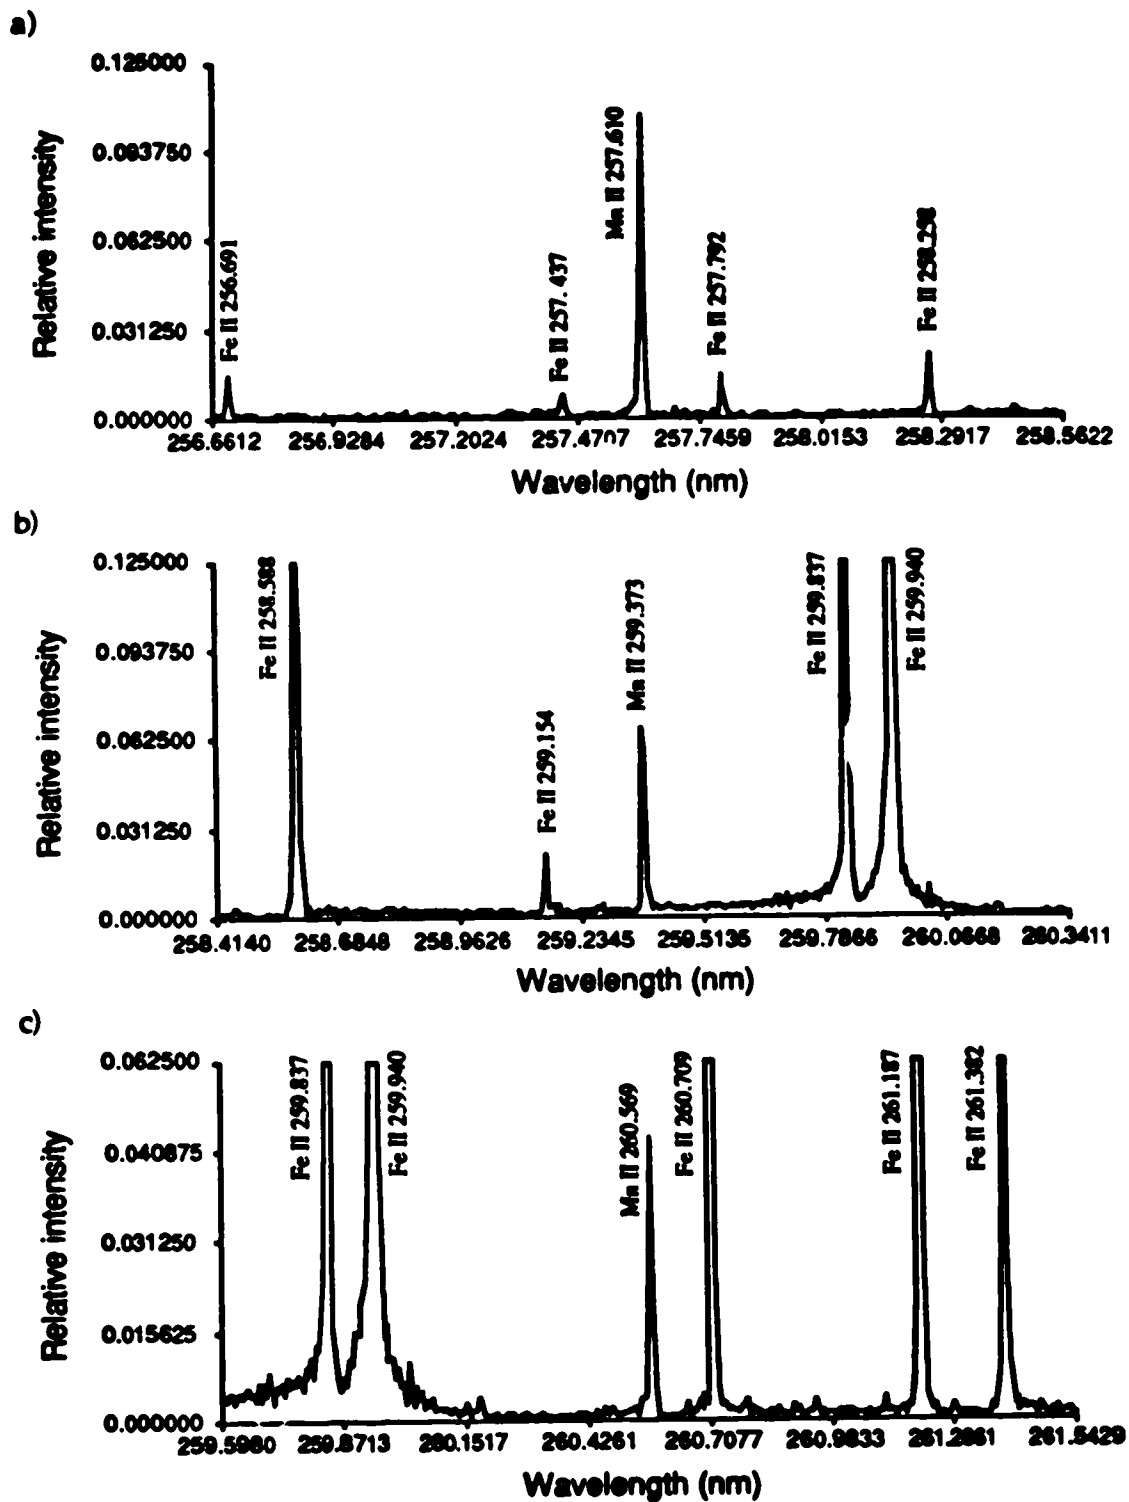 a)
0.125000
0.093750
0.062500
0.031250
0.000000
Relative intensity
Fe II 256.691
Fe II 257.437
Mn II 257.610
Fe II 257.792
Fe II 258.258
256.6612 256.9284 257.2024 257.4707 257.7459 258.0153 258.2917 258.5622
Wavelength (nm)
b)
0.125000
0.093750
0.062500
0.031250
0.000000
Relative intensity
Fe II 258.588
Fe II 259.154
Mn II 259.373
Fe II 259.837
Fe II 259.940
258.4140 258.6848 258.9626 259.2345 259.5135 259.7866 260.0668 260.3411
Wavelength (nm)
c)
0.062500
0.040875
0.031250
0.015625
0.000000
Relative intensity
Fe II 259.837
Fe II 259.940
Mn II 260.569
Fe II 260.709
Fe II 261.187
Fe II 261.382
259.5980 259.8713 260.1517 260.4261 260.7077 260.9833 261.2661 261.5429
Wavelength (nm)